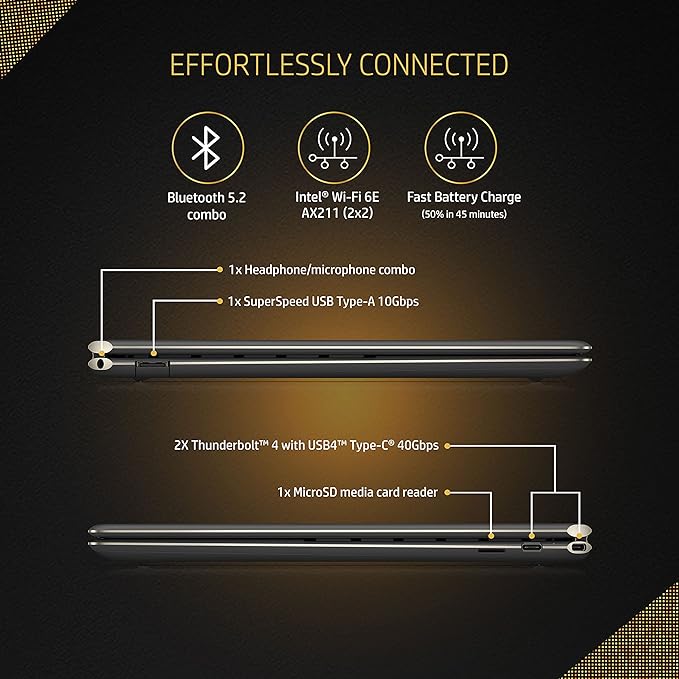 EFFORTLESSLY CONNECTED
Bluetooth 5.2
combo
Intel® Wi-Fi 6E
AX211 (2x2)
Fast Battery Charge
(50% in 45 minutes)
1x Headphone/microphone combo
1x SuperSpeed USB Type-A 10Gbps
2X Thunderbolt™ 4 with USB4™ Type-C® 40Gbps
1x MicroSD media card reader